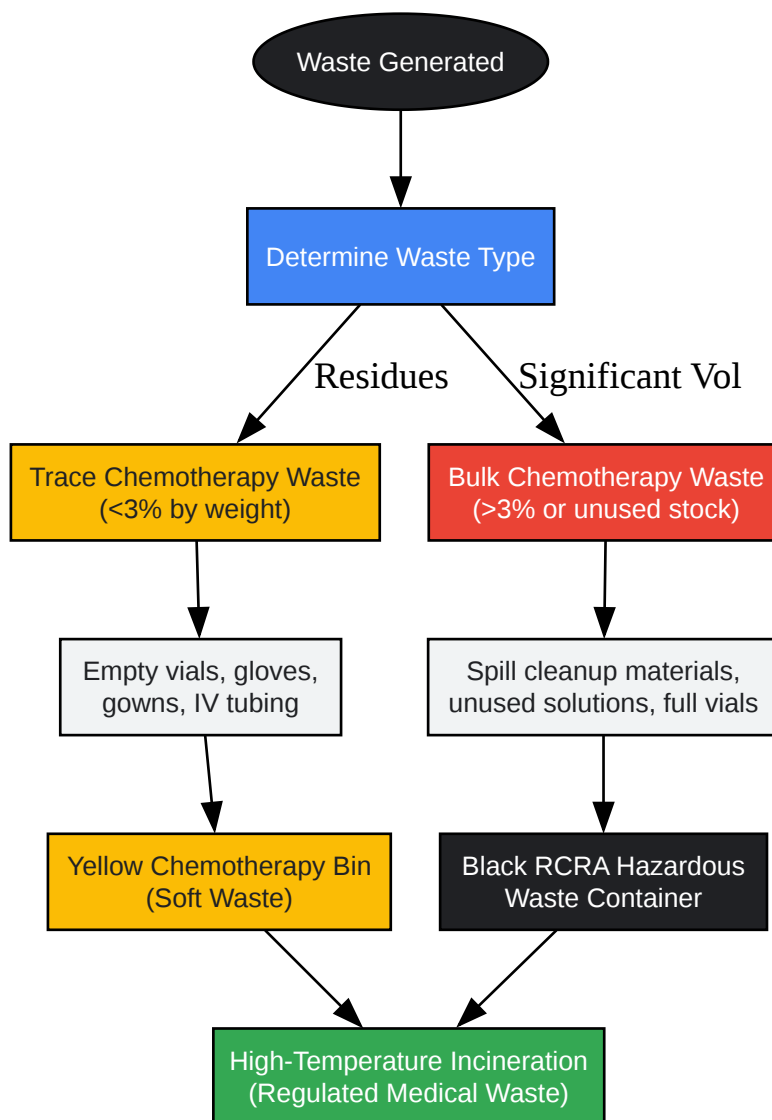 Waste Generated
Determine Waste Type
Residues
Significant Vol
Trace Chemotherapy Waste
(<3% by weight)
Bulk Chemotherapy Waste
(>3% or unused stock)
Empty vials, gloves,
gowns, IV tubing
Spill cleanup materials,
unused solutions, full vials
Yellow Chemotherapy Bin
(Soft Waste)
Black RCRA Hazardous
Waste Container
High-Temperature Incineration
(Regulated Medical Waste)